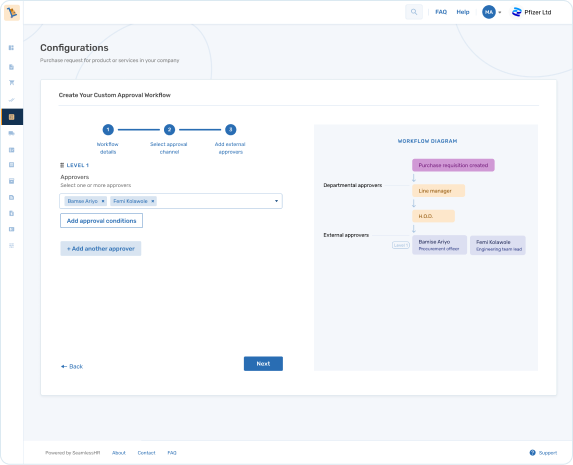 FAQ
Help
HA
Pfizer Ltd
Configurations
Purchase request for product or services in your company
Create Your Custom Approval Workflow
1
2
3
Workflow details
Select approval channel
Add external approvers
LEVEL 1
Approvers
Select one or more approvers
Bamisa Ariyo ×
Femi Kolawole ×
Add approval conditions
+ Add another approver
← Back
Next
WORKFLOW DIAGRAM
Purchase requisition created
Departmental approvers
Line manager
H.O.D.
External approvers
Level 1
Bamisa Ariyo
Procurement officer
Femi Kolawole
Engineering team lead
Powered by SeamlessHR
About
Contact
FAQ
Support